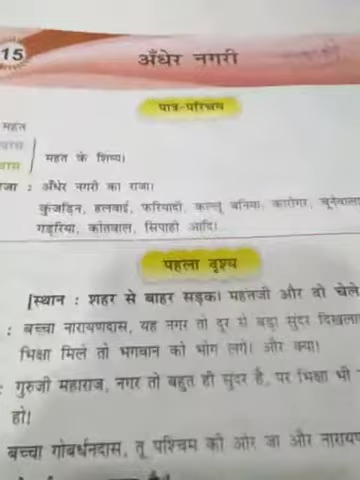 15
अँधेर नगरी
पात्र-परिचय
महंत
महंत के शिष्य।
राजा : अँधेर नगरी का राजा।
कुंजड़िन, हलवाई, फरियादी, कल्लू बनिया, कारीगर, चूनेवाला
गड़रिया, कोतवाल, सिपाही आदि।
पहला दृश्य
[स्थान : शहर से बाहर सड़क। महंतजी और दो चेले
: बच्चा नारायणदास, यह नगर तो दूर से बड़ा सुंदर दिखला
भिक्षा मिले तो भगवान को भोग लगे। और क्या।
: गुरुजी महाराज, नगर तो बहुत ही सुंदर है, पर भिक्षा भी
हो।
बच्चा गोबर्धनदास, तू पश्चिम की ओर जा और नारायण